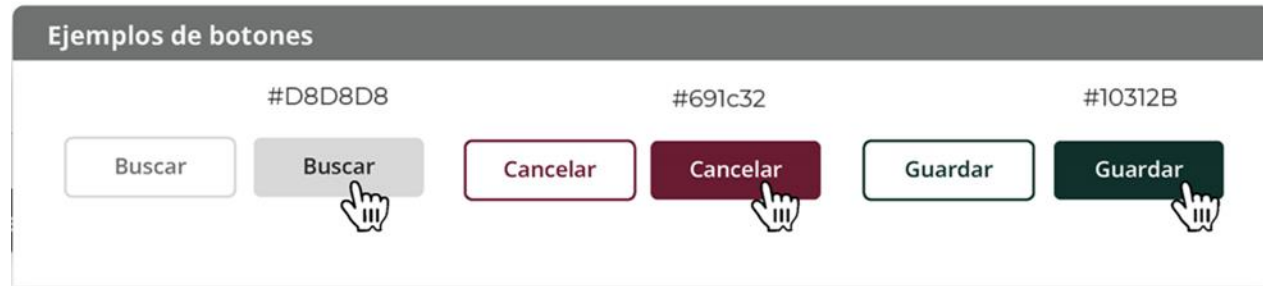 Ejemplos de botones
#D8D8D8 #691c32 #10312B
Buscar Buscar Cancelar Cancelar Guardar Guardar